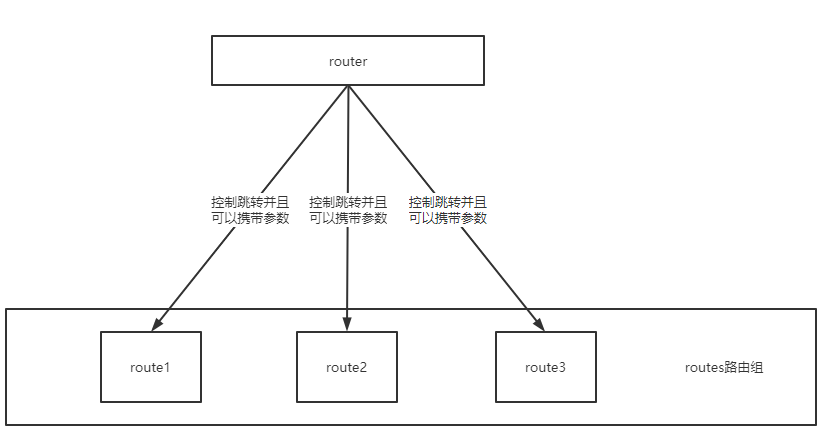 router
控制跳转并且
可以携带参数
控制跳转并且
可以携带参数
控制跳转并且
可以携带参数
route1
route2
route3
routes路由组